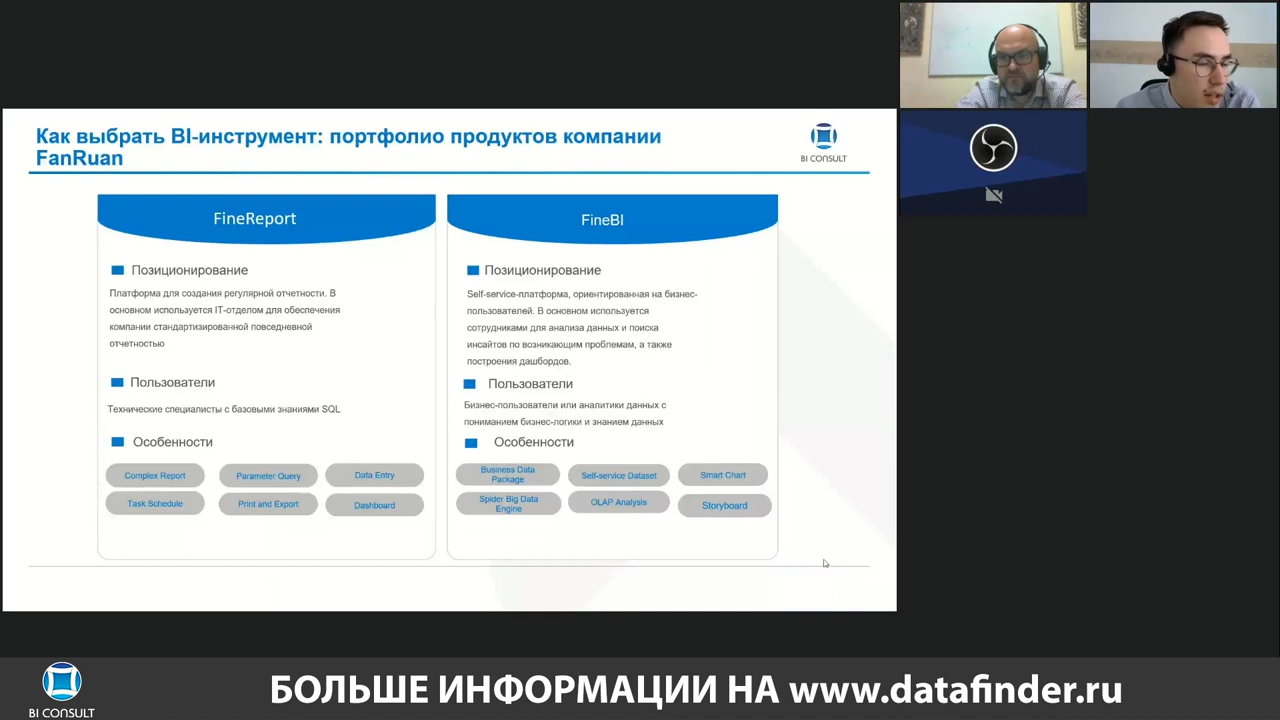 Как выбрать BI-инструмент: портфолио продуктов компании
FanRuan
BI CONSULT
FineReport
Позиционирование
Платформа для создания регулярной отчетности. В
основном используется IT-отделом для обеспечения
компании стандартизированной повседневной
отчетностью
Пользователи
Технические специалисты с базовыми знаниями SQL
Особенности
Complex Report
Parameter Query
Data Entry
Task Schedule
Print and Export
Dashboard
FineBI
Позиционирование
Self-service-платформа, ориентированная на бизнес-
пользователей. В основном используется
сотрудниками для анализа данных и поиска
инсайтов по возникающим проблемам, а также
построения дашбордов.
Пользователи
Бизнес-пользователи или аналитики данных с
пониманием бизнес-логики и знанием данных
Особенности
Business Data
Package
Self-service Dataset
Smart Chart
Spider Big Data
Engine
OLAP Analysis
Storyboard
BI CONSULT
БОЛЬШЕ ИНФОРМАЦИИ НА www.datafinder.ru